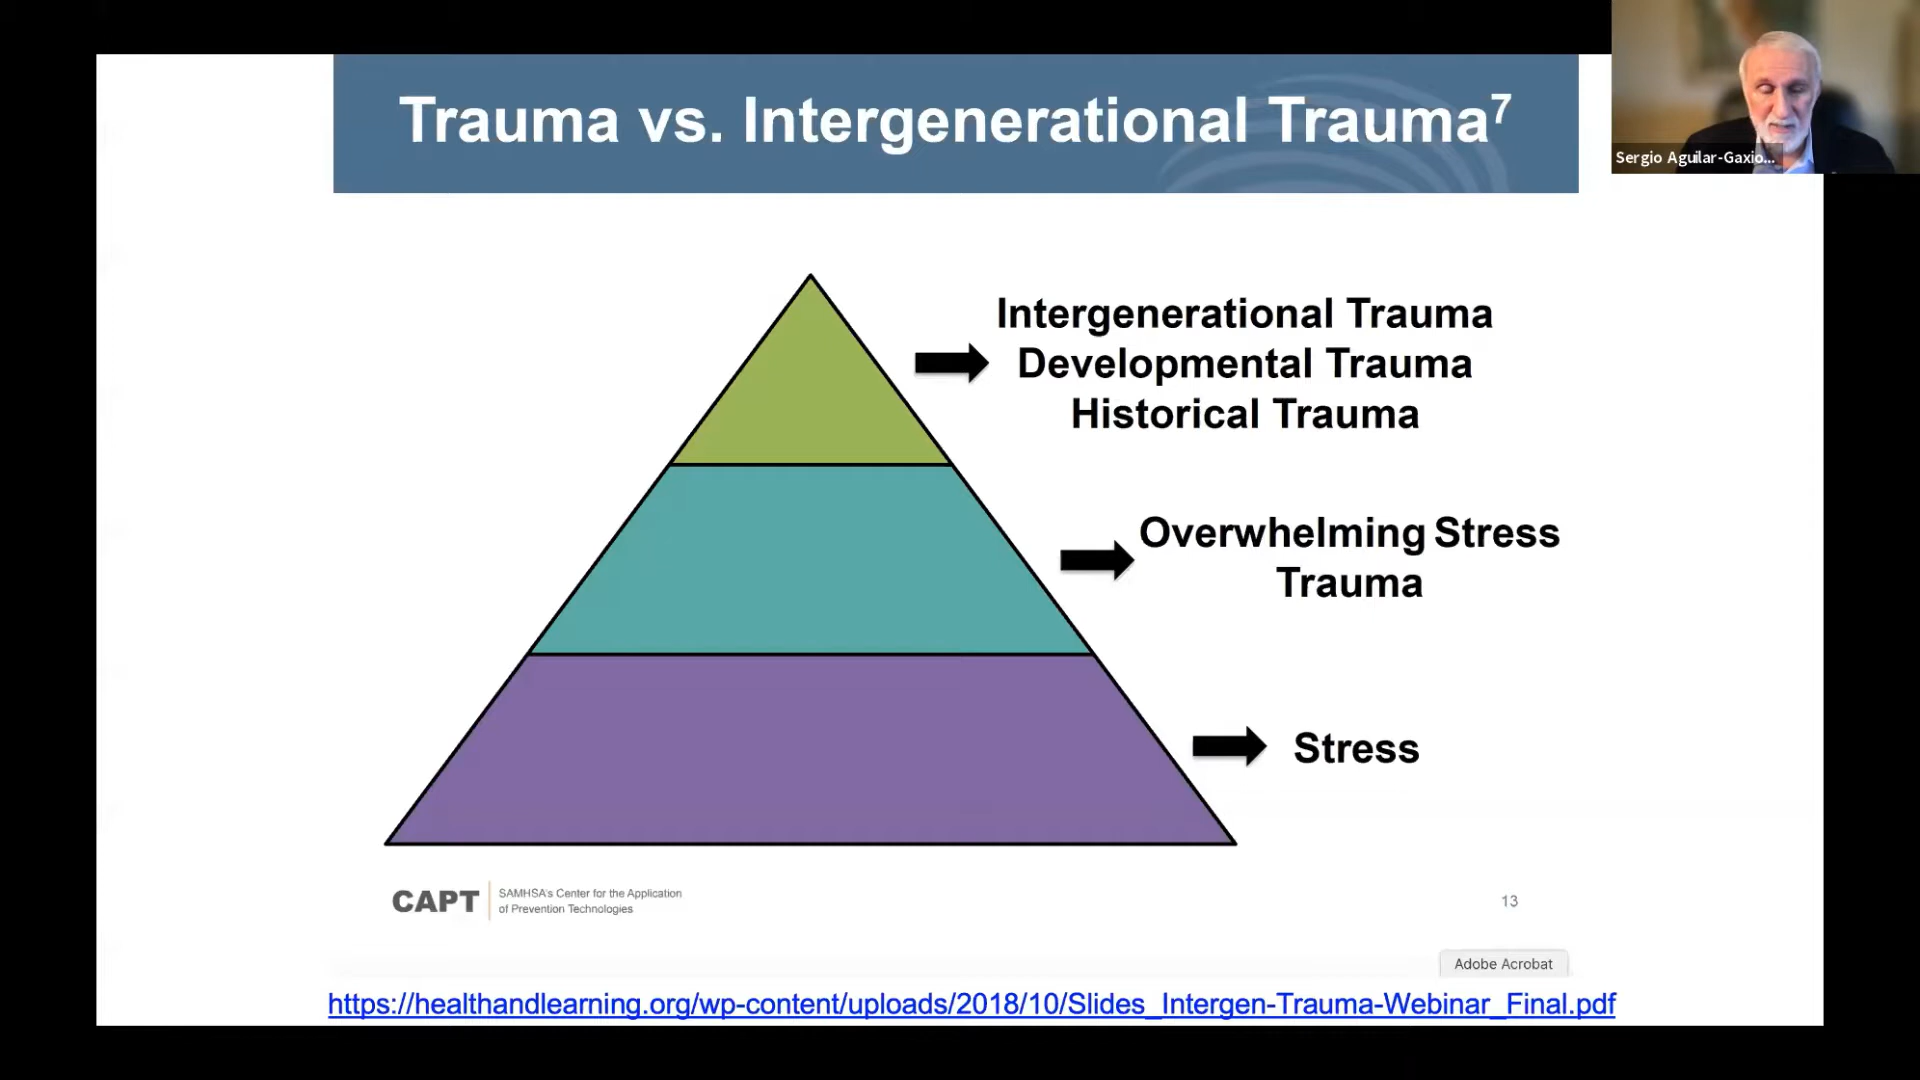 Trauma vs. Intergenerational Trauma⁷
Sergio Aguilar-Gaxio...
Intergenerational Trauma
Developmental Trauma
Historical Trauma
Overwhelming Stress
Trauma
Stress
CAPT
SAMHSA's Center for the Application
of Prevention Technologies
13
Adobe Acrobat
https://healthandlearning.org/wp-content/uploads/2018/10/Slides_Intergen-Trauma-Webinar_Final.pdf